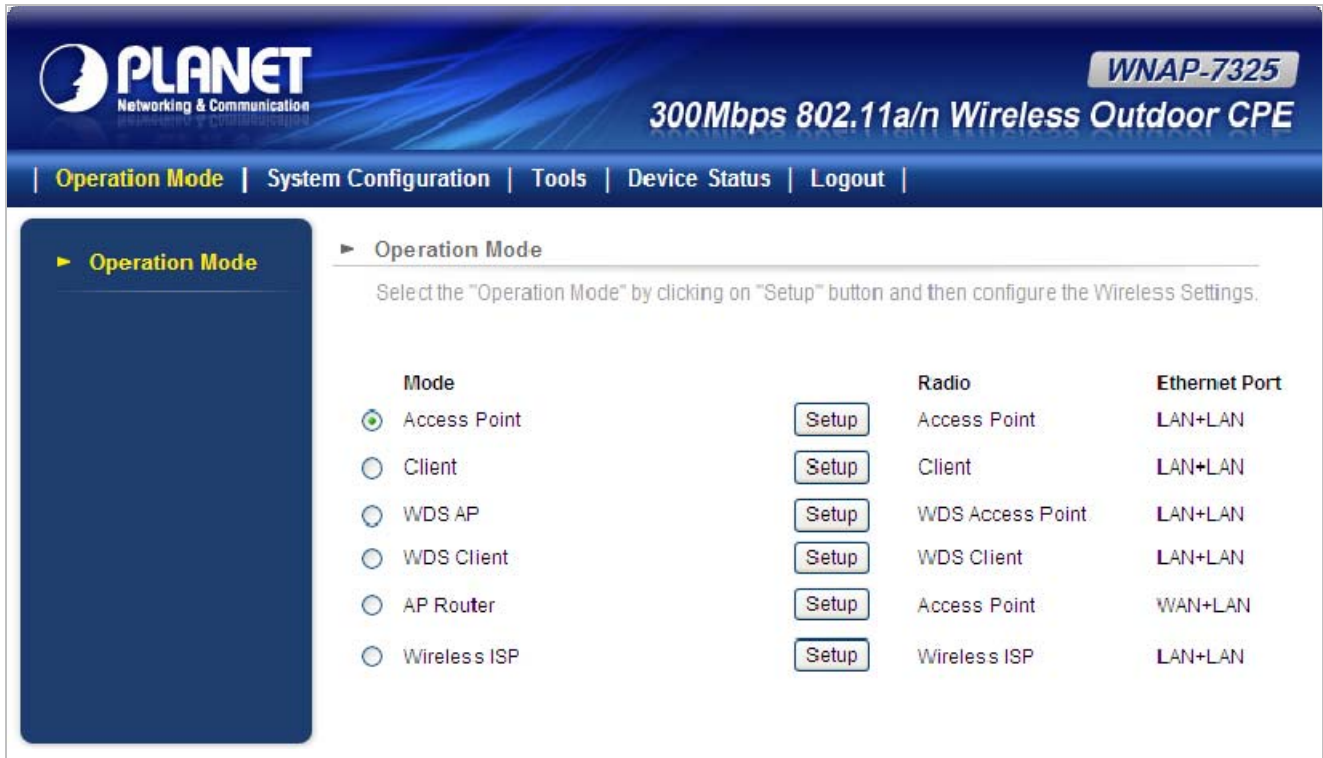 PLANET
Networking & Communication
WNAP-7325
300Mbps 802.11a/n Wireless Outdoor CPE
| Operation Mode | System Configuration | Tools | Device Status | Logout |
► Operation Mode
► Operation Mode
Select the "Operation Mode" by clicking on "Setup" button and then configure the Wireless Settings.
Mode Radio Ethernet Port
Access Point Setup Access Point LAN+LAN
Client Setup Client LAN+LAN
WDS AP Setup WDS Access Point LAN+LAN
WDS Client Setup WDS Client LAN+LAN
AP Router Setup Access Point WAN+LAN
Wireless ISP Setup Wireless ISP LAN+LAN